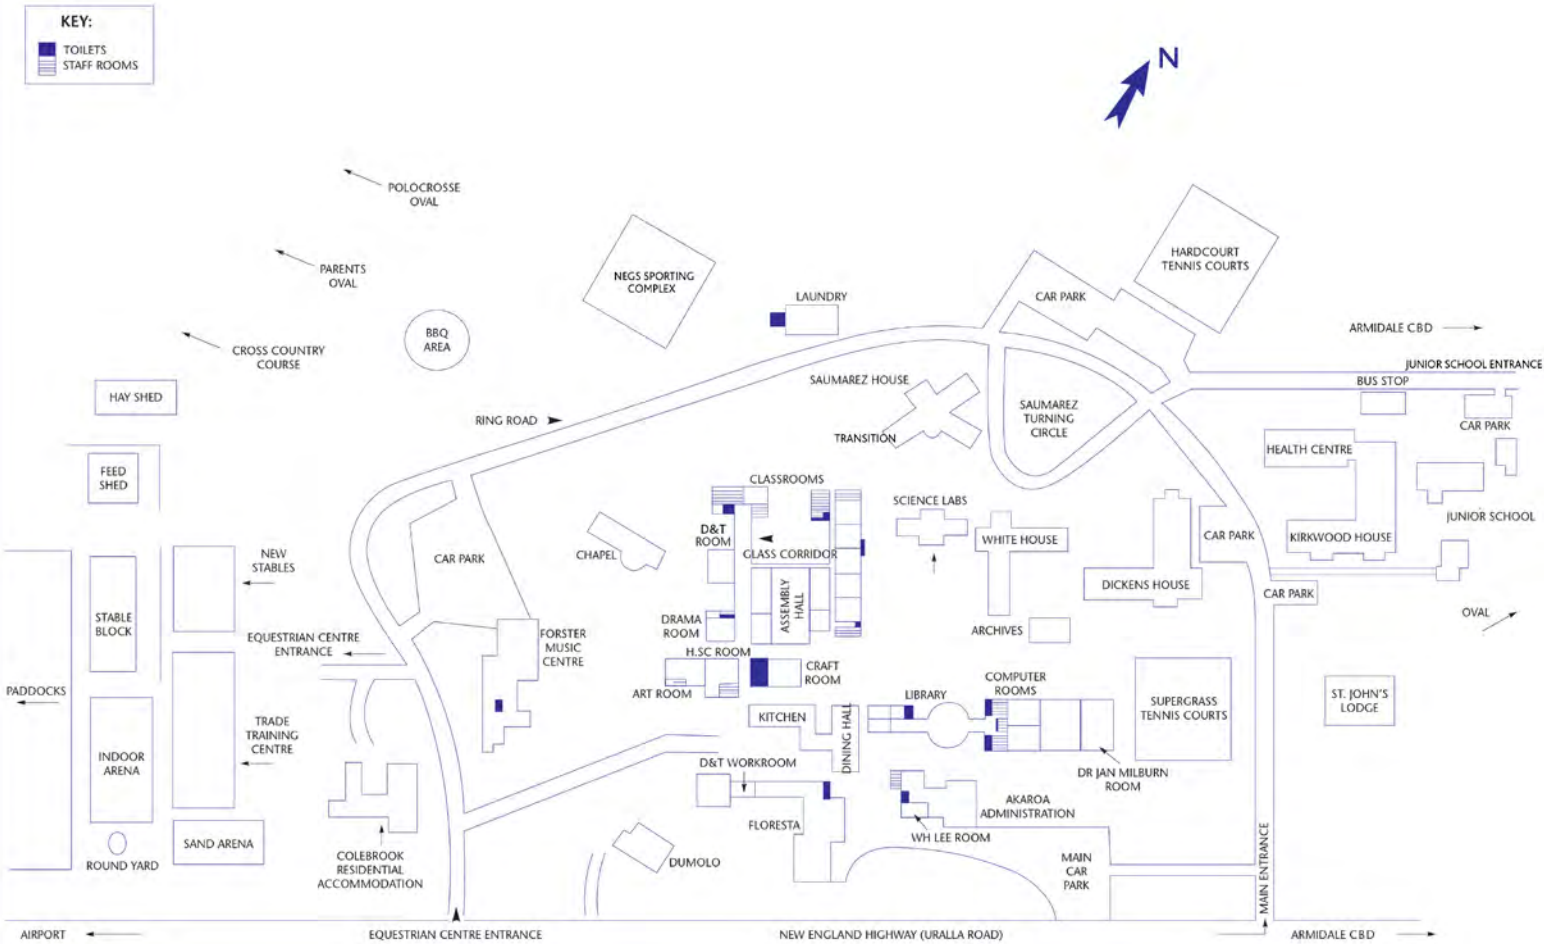 KEY:
TOILETS
STAFF ROOMS
N
POLOCROSSE
OVAL
PARENTS
OVAL
CROSS COUNTRY
COURSE
BBQ
AREA
NEGS SPORTING
COMPLEX
LAUNDRY
CAR PARK
HARDCOURT
TENNIS COURTS
ARMIDALE CBD
JUNIOR SCHOOL ENTRANCE
BUS STOP
CAR PARK
HAY SHED
RING ROAD
SAUMAREZ HOUSE
TRANSITION
SAUMAREZ
TURNING
CIRCLE
HEALTH CENTRE
JUNIOR SCHOOL
KIRKWOOD HOUSE
FEED
SHED
CLASSROOMS
D&T
ROOM
GLASS CORRIDOR
SCIENCE LABS
WHITE HOUSE
CAR PARK
CHAPEL
CAR PARK
NEW
STABLES
STABLE
BLOCK
ASSEMBLY
HALL
DICKENS HOUSE
CAR PARK
OVAL
EQUESTRIAN CENTRE
ENTRANCE
FORSTER
MUSIC
CENTRE
DRAMA
ROOM
ARCHIVES
H.SC ROOM
ART ROOM
CRAFT
ROOM
COMPUTER
ROOMS
LIBRARY
KITCHEN
DINING HALL
SUPERGRASS
TENNIS COURTS
ST. JOHN'S
LODGE
PADDOCKS
TRADE
TRAINING
CENTRE
INDOOR
ARENA
D&T WORKROOM
DR JAN MILBURN
ROOM
AKAROA
ADMINISTRATION
WH LEE ROOM
FLORESTA
DUMOLO
ROUND YARD
SAND ARENA
COLEBROOK
RESIDENTIAL
ACCOMMODATION
MAIN
CAR
PARK
MAIN ENTRANCE
AIRPORT
EQUESTRIAN CENTRE ENTRANCE
NEW ENGLAND HIGHWAY (URALLA ROAD)
ARMIDALE CBD